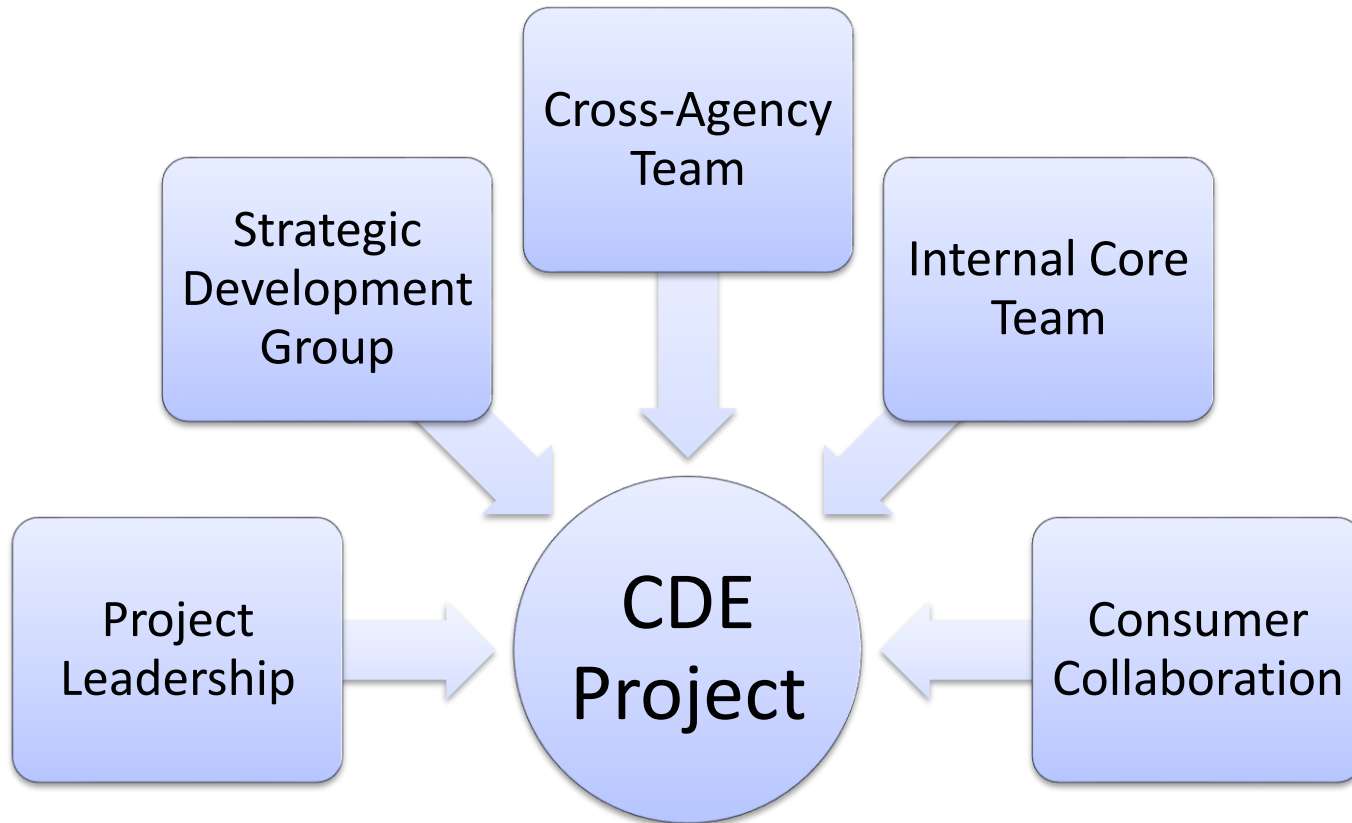 Cross-Agency
Team
Strategic
Development
Group
Internal Core
Team
Project
Leadership
CDE
Project
Consumer
Collaboration